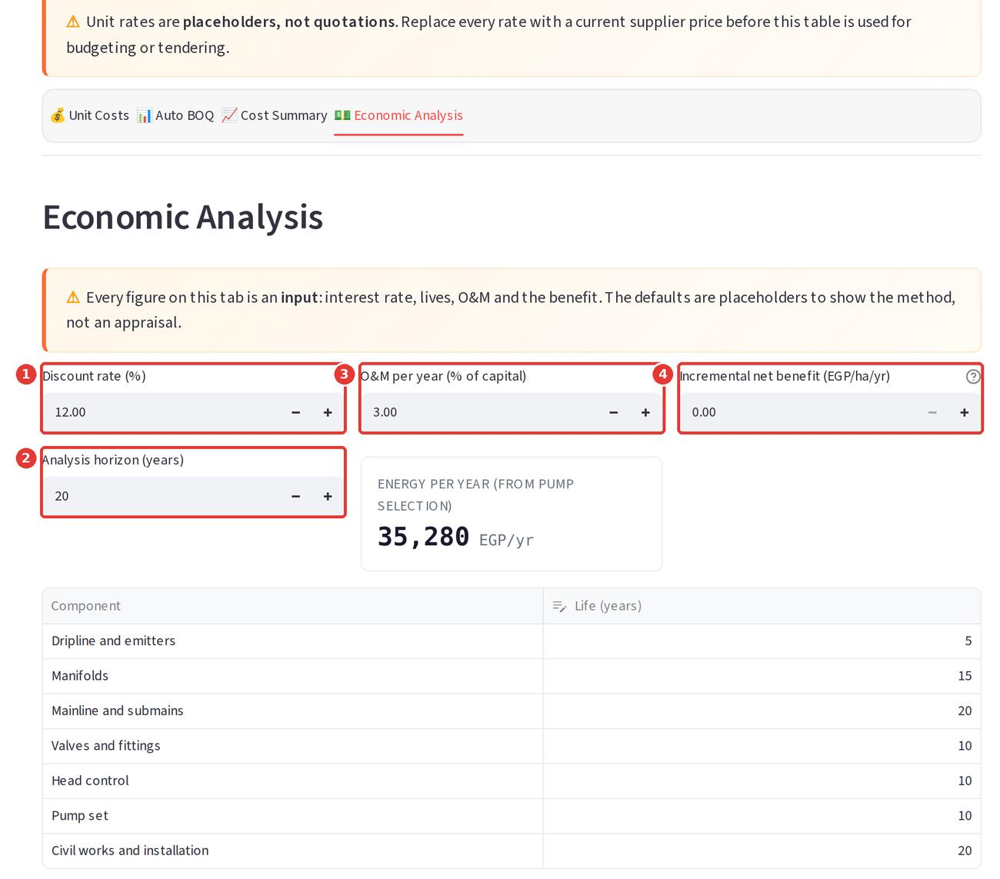 ⚠ Unit rates are placeholders, not quotations. Replace every rate with a current supplier price before this table is used for
budgeting or tendering.
💰 Unit Costs 📊 Auto BOQ 📈 Cost Summary 💵 Economic Analysis
Economic Analysis
⚠ Every figure on this tab is an input: interest rate, lives, O&M and the benefit. The defaults are placeholders to show the method,
not an appraisal.
1 Discount rate (%)
12.00 − +
3 O&M per year (% of capital)
3.00 − +
4 Incremental net benefit (EGP/ha/yr) ?
0.00 − +
2 Analysis horizon (years)
20 − +
ENERGY PER YEAR (FROM PUMP
SELECTION)
35,280 EGP/yr
Component Life (years)
Dripline and emitters 5
Manifolds 15
Mainline and submains 20
Valves and fittings 10
Head control 10
Pump set 10
Civil works and installation 20